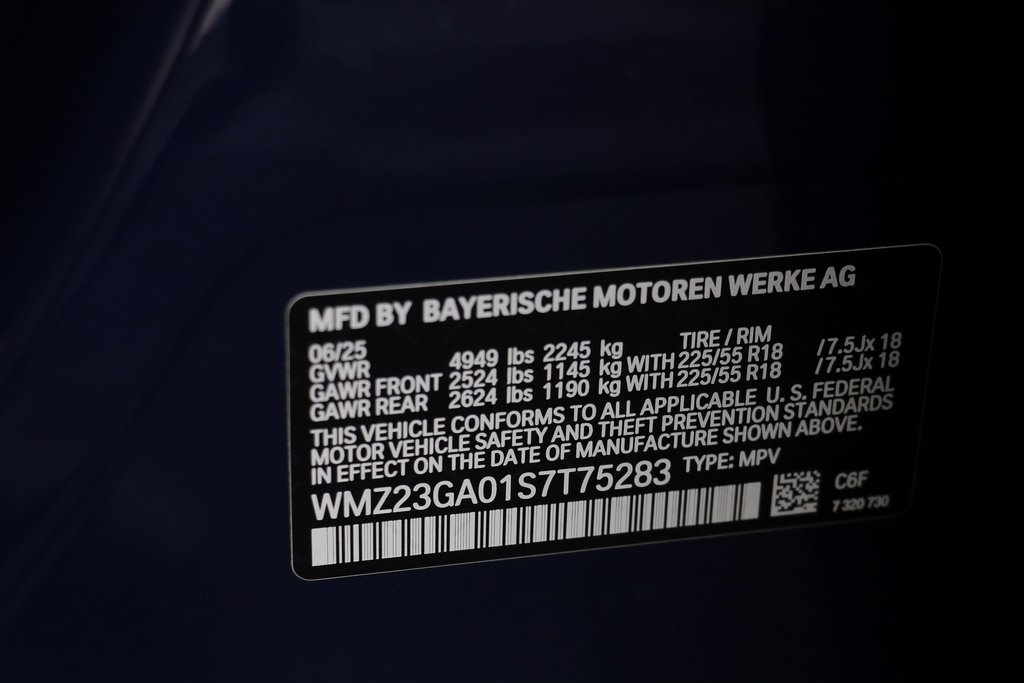 MFD BY BAYERISCHE MOTOREN WERKE AG
06/25 TIRE / RIM
GVWR 4949 lbs 2245 kg
GAWR FRONT 2524 lbs 1145 kg WITH 225/55 R18 /7.5Jx 18
GAWR REAR 2624 lbs 1190 kg WITH 225/55 R18 /7.5Jx 18
THIS VEHICLE CONFORMS TO ALL APPLICABLE U. S. FEDERAL
MOTOR VEHICLE SAFETY AND THEFT PREVENTION STANDARDS
IN EFFECT ON THE DATE OF MANUFACTURE SHOWN ABOVE.
WMZ23GA01S7T75283 TYPE: MPV
C6F
7 320 730